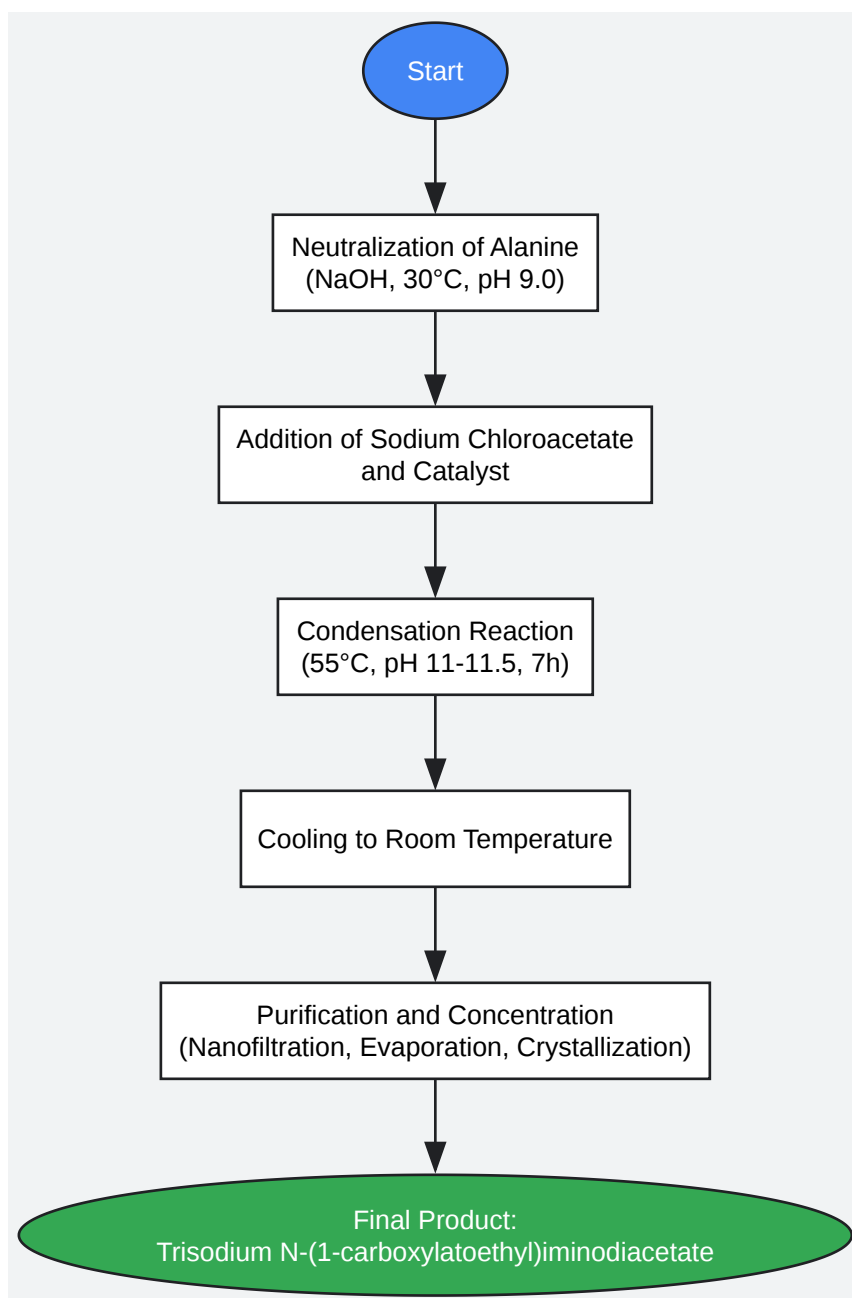 Start
Neutralization of Alanine
(NaOH, 30°C, pH 9.0)
Addition of Sodium Chloroacetate
and Catalyst
Condensation Reaction
(55°C, pH 11-11.5, 7h)
Cooling to Room Temperature
Purification and Concentration
(Nanofiltration, Evaporation, Crystallization)
Final Product:
Trisodium N-(1-carboxylatoethyl)iminodiacetate